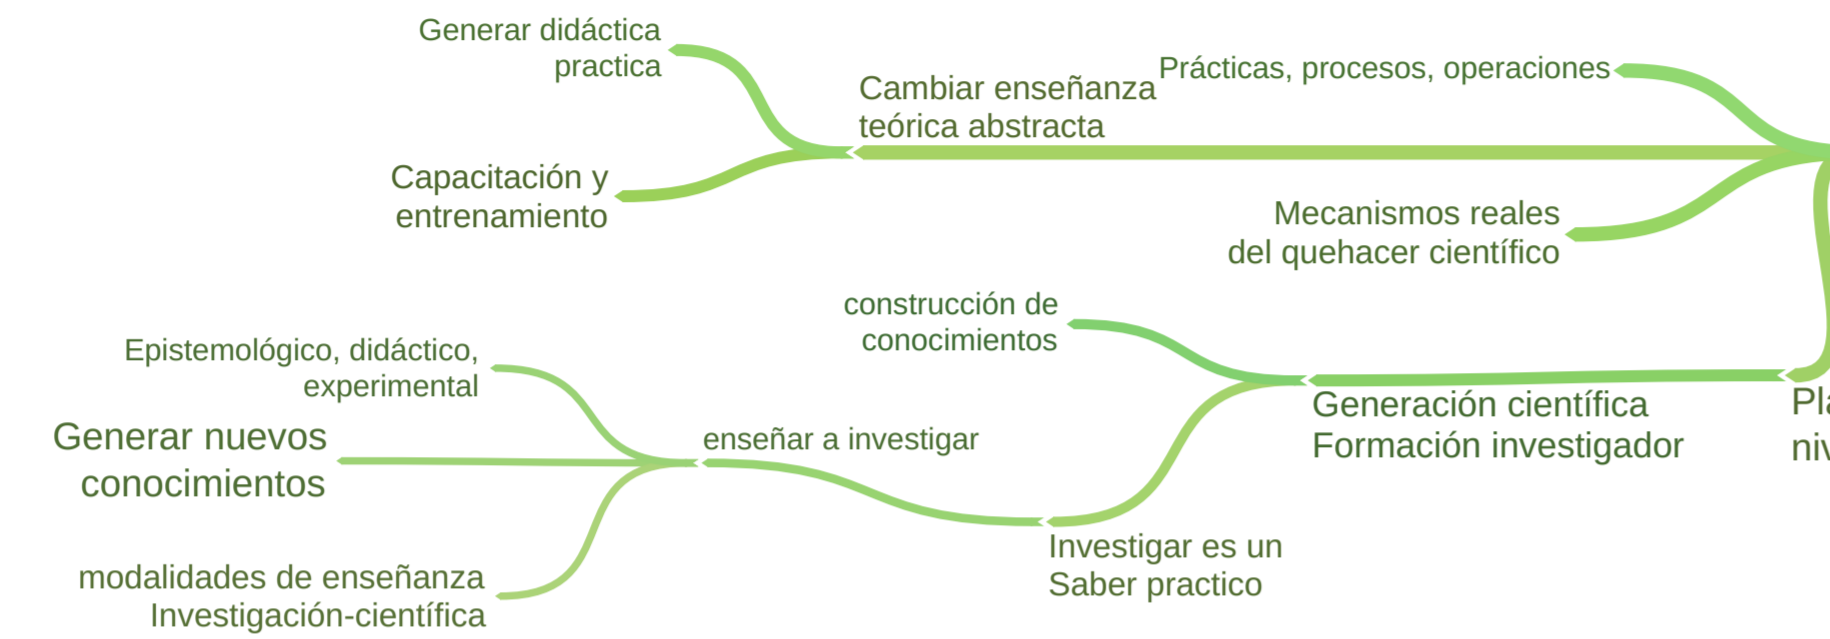 Generar didáctica
practica
Cambiar enseñanza
teórica abstracta
Prácticas, procesos, operaciones
Capacitación y
entrenamiento
Mecanismos reales
del quehacer científico
construcción de
conocimientos
Epistemológico, didáctico,
experimental
Generación científica
Formación investigador
Generar nuevos
conocimientos
enseñar a investigar
Investigar es un
Saber practico
modalidades de enseñanza
Investigación-científica